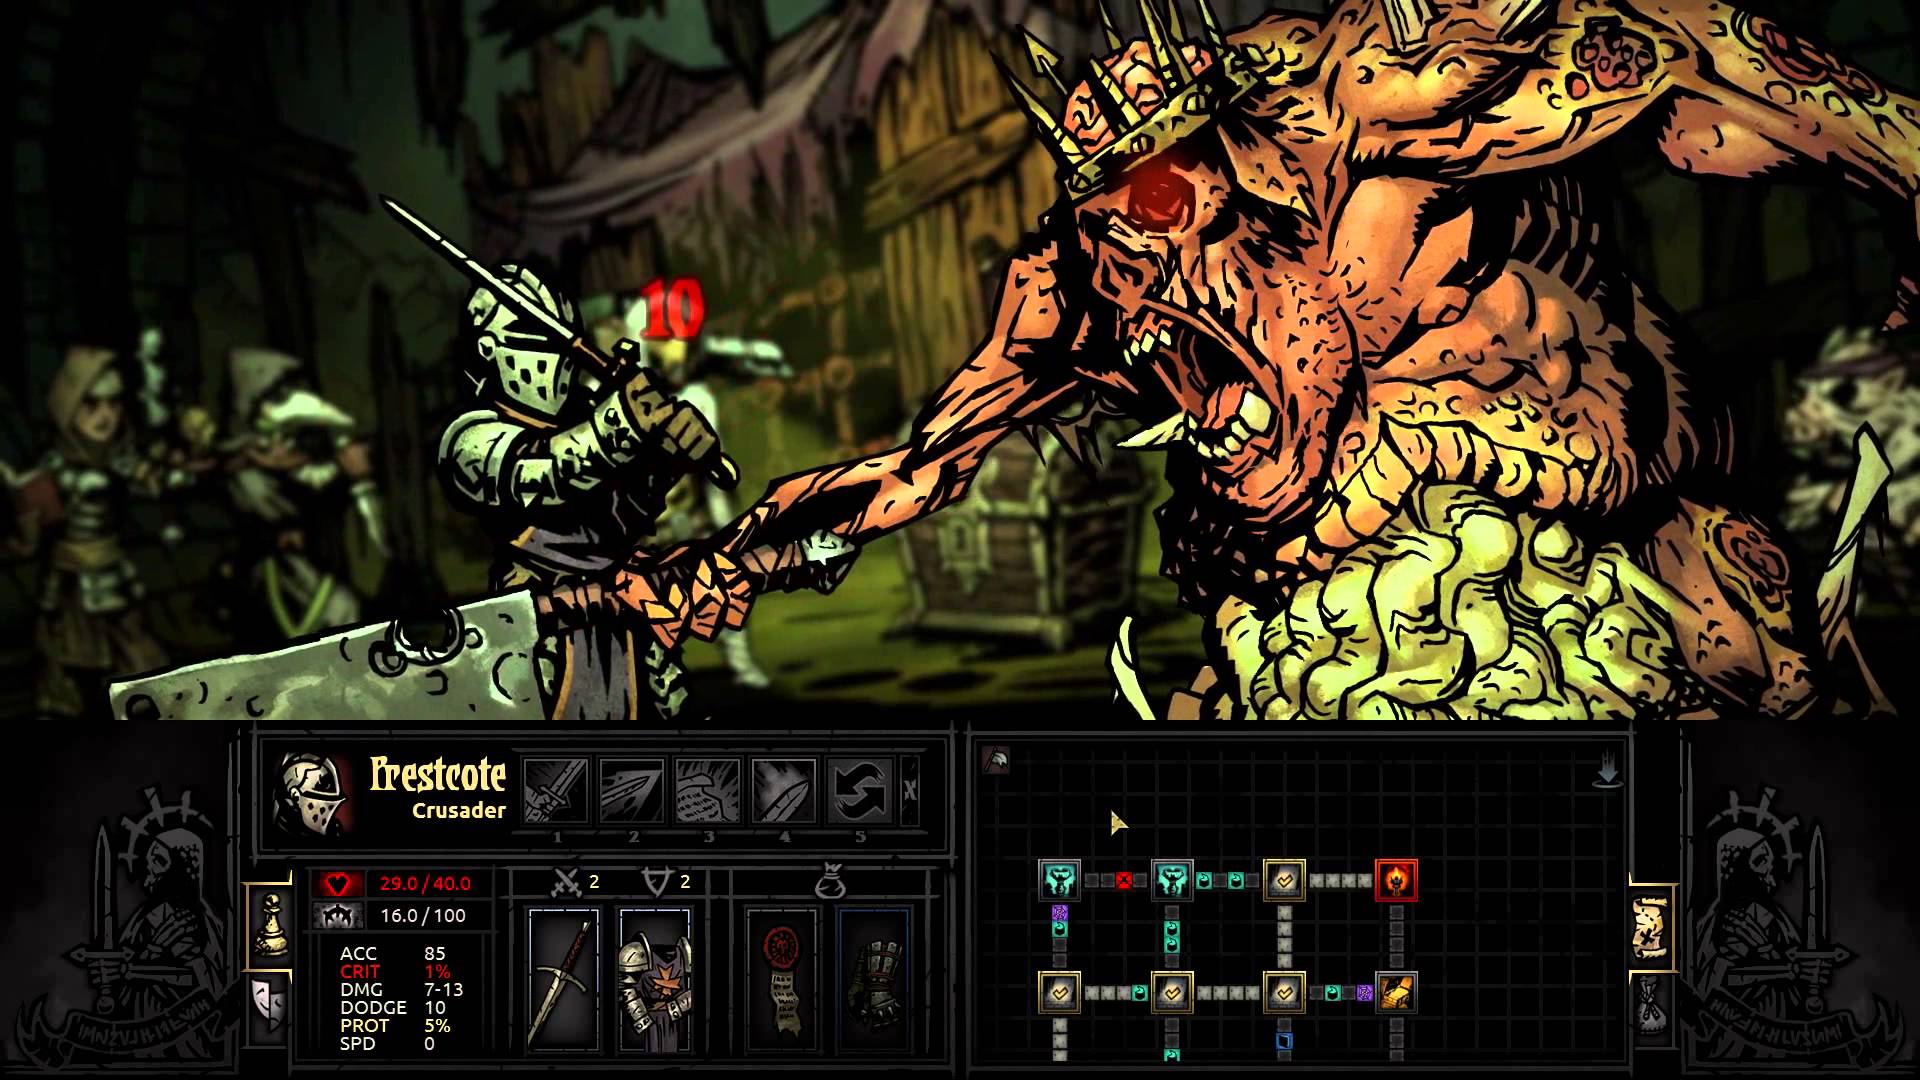 10
Prestcote
Crusader
1 2 3 4 5
29.0 / 40.0
2 2
16.0 / 100
ACC 85
CRIT 1%
DMG 7-13
DODGE 10
PROT 5%
SPD 0